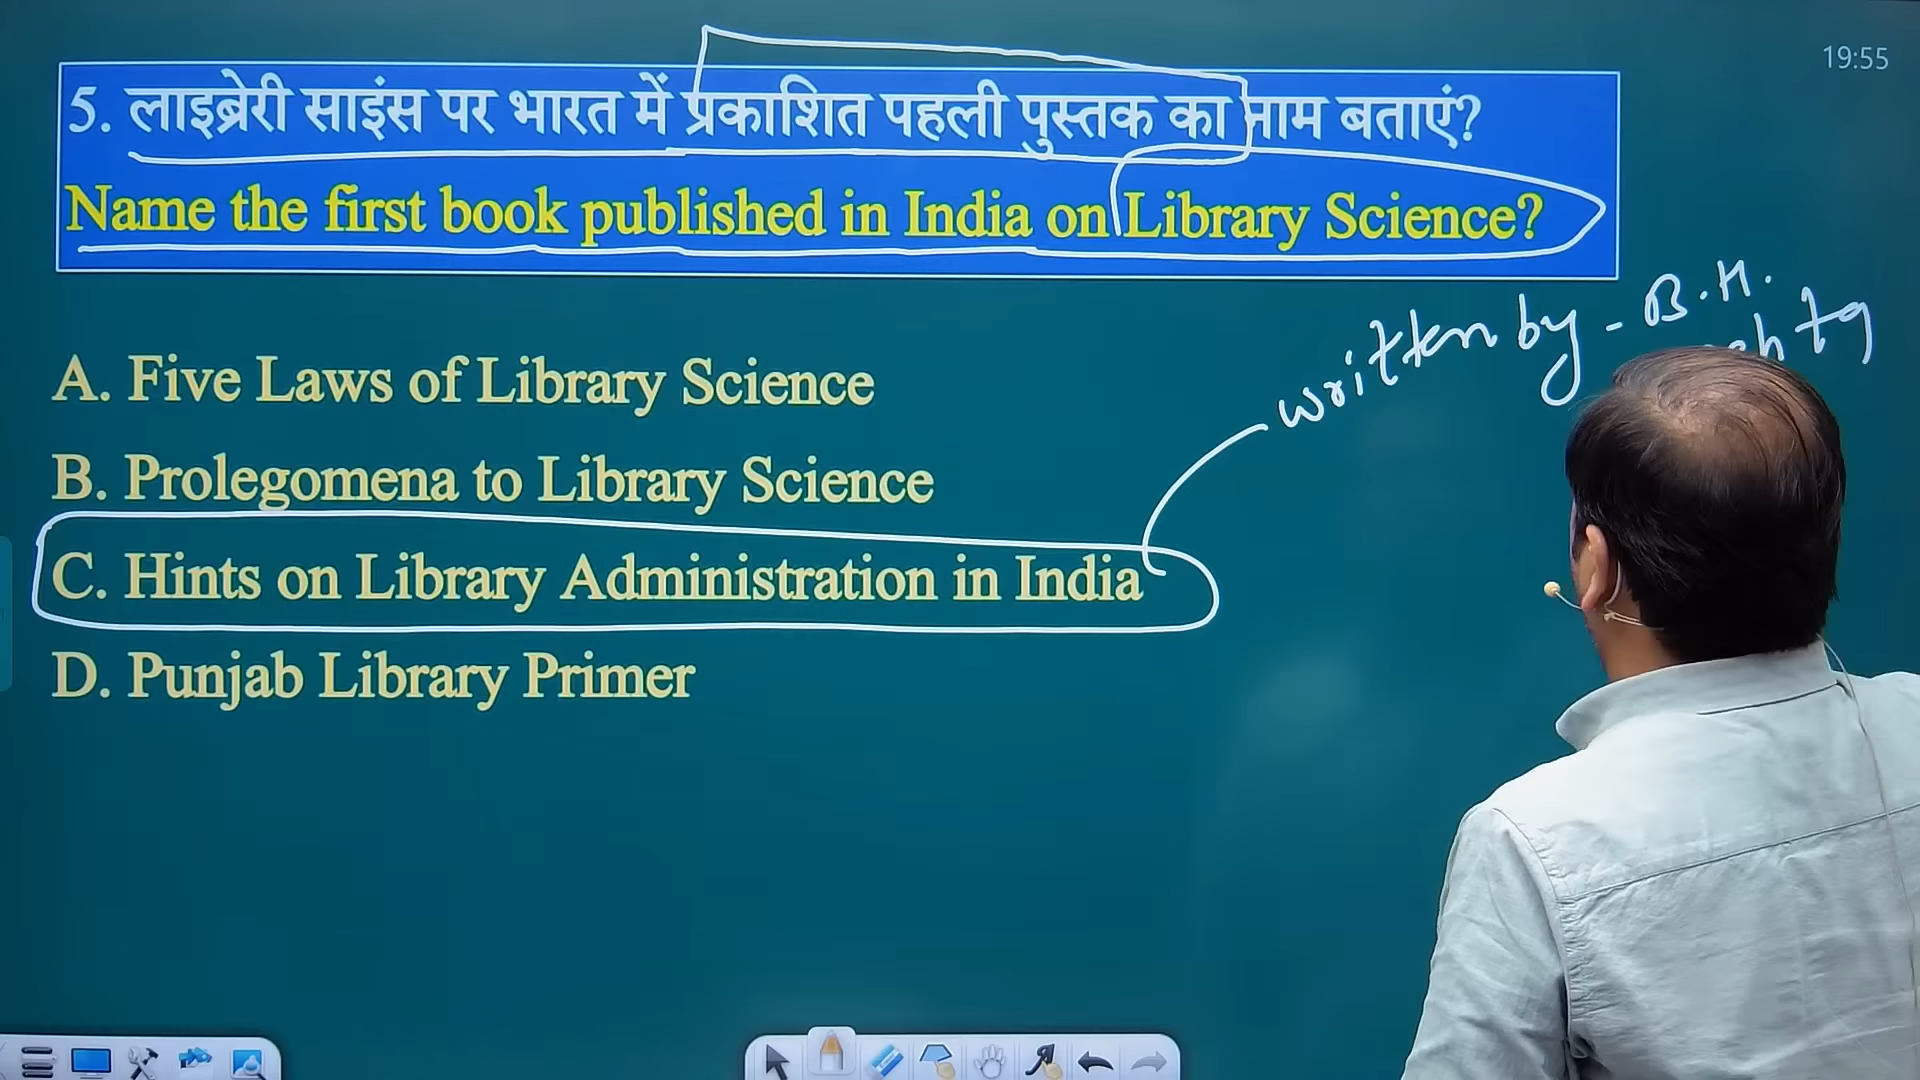 19:55
5. लाइब्रेरी साइंस पर भारत में प्रकाशित पहली पुस्तक का नाम बताएं?
Name the first book published in India on Library Science?
written by - B.H.
A. Five Laws of Library Science
B. Prolegomena to Library Science
C. Hints on Library Administration in India
D. Punjab Library Primer